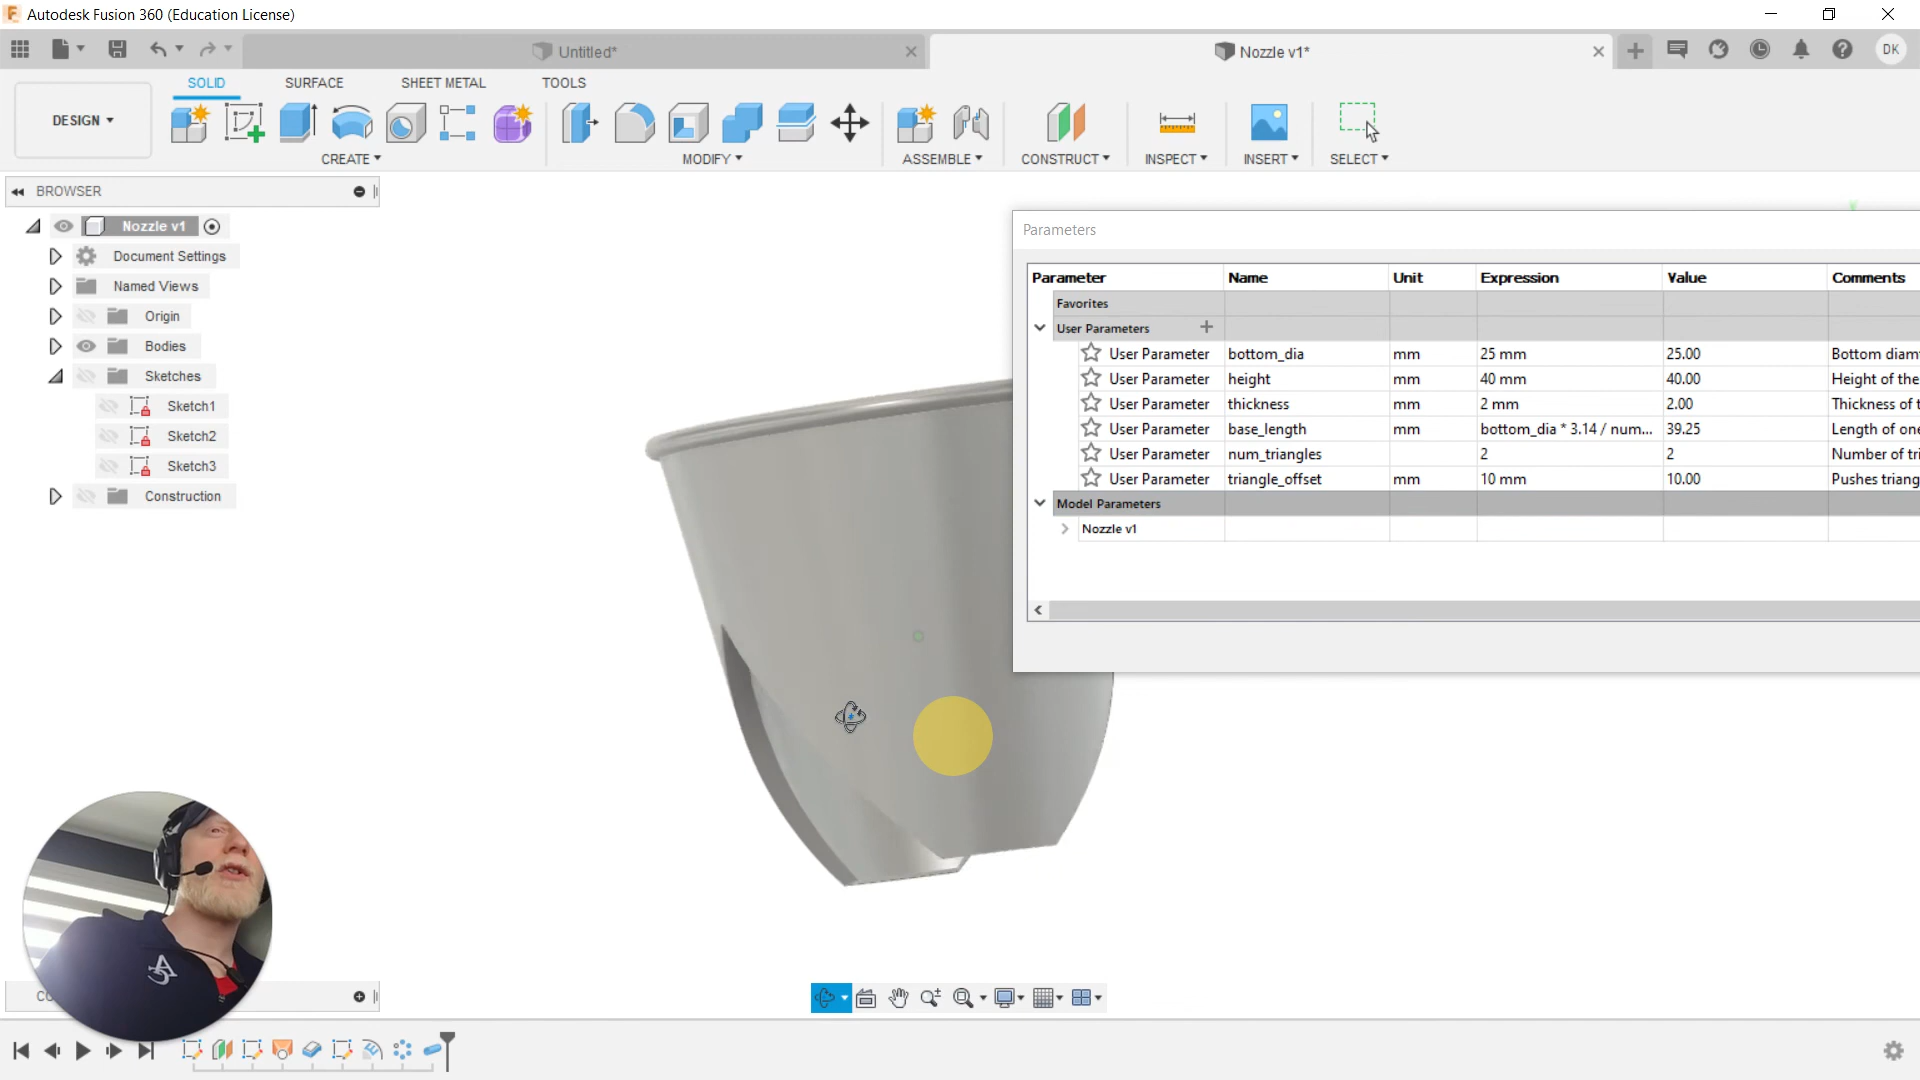 Autodesk Fusion 360 (Education License)
Untitled*
Nozzle v1*
DK
DESIGN
SOLID
SURFACE
SHEET METAL
TOOLS
CREATE
MODIFY
ASSEMBLE
CONSTRUCT
INSPECT
INSERT
SELECT
BROWSER
Nozzle v1
Document Settings
Named Views
Origin
Bodies
Sketches
Sketch1
Sketch2
Sketch3
Construction
Parameters
Parameter Name Unit Expression Value Comments
Favorites
User Parameters
User Parameter bottom_dia mm 25 mm 25.00 Bottom diam
User Parameter height mm 40 mm 40.00 Height of the
User Parameter thickness mm 2 mm 2.00 Thickness of t
User Parameter base_length mm bottom_dia * 3.14 / num... 39.25 Length of one
User Parameter num_triangles 2 2 Number of tri
User Parameter triangle_offset mm 10 mm 10.00 Pushes triang
Model Parameters
Nozzle v1